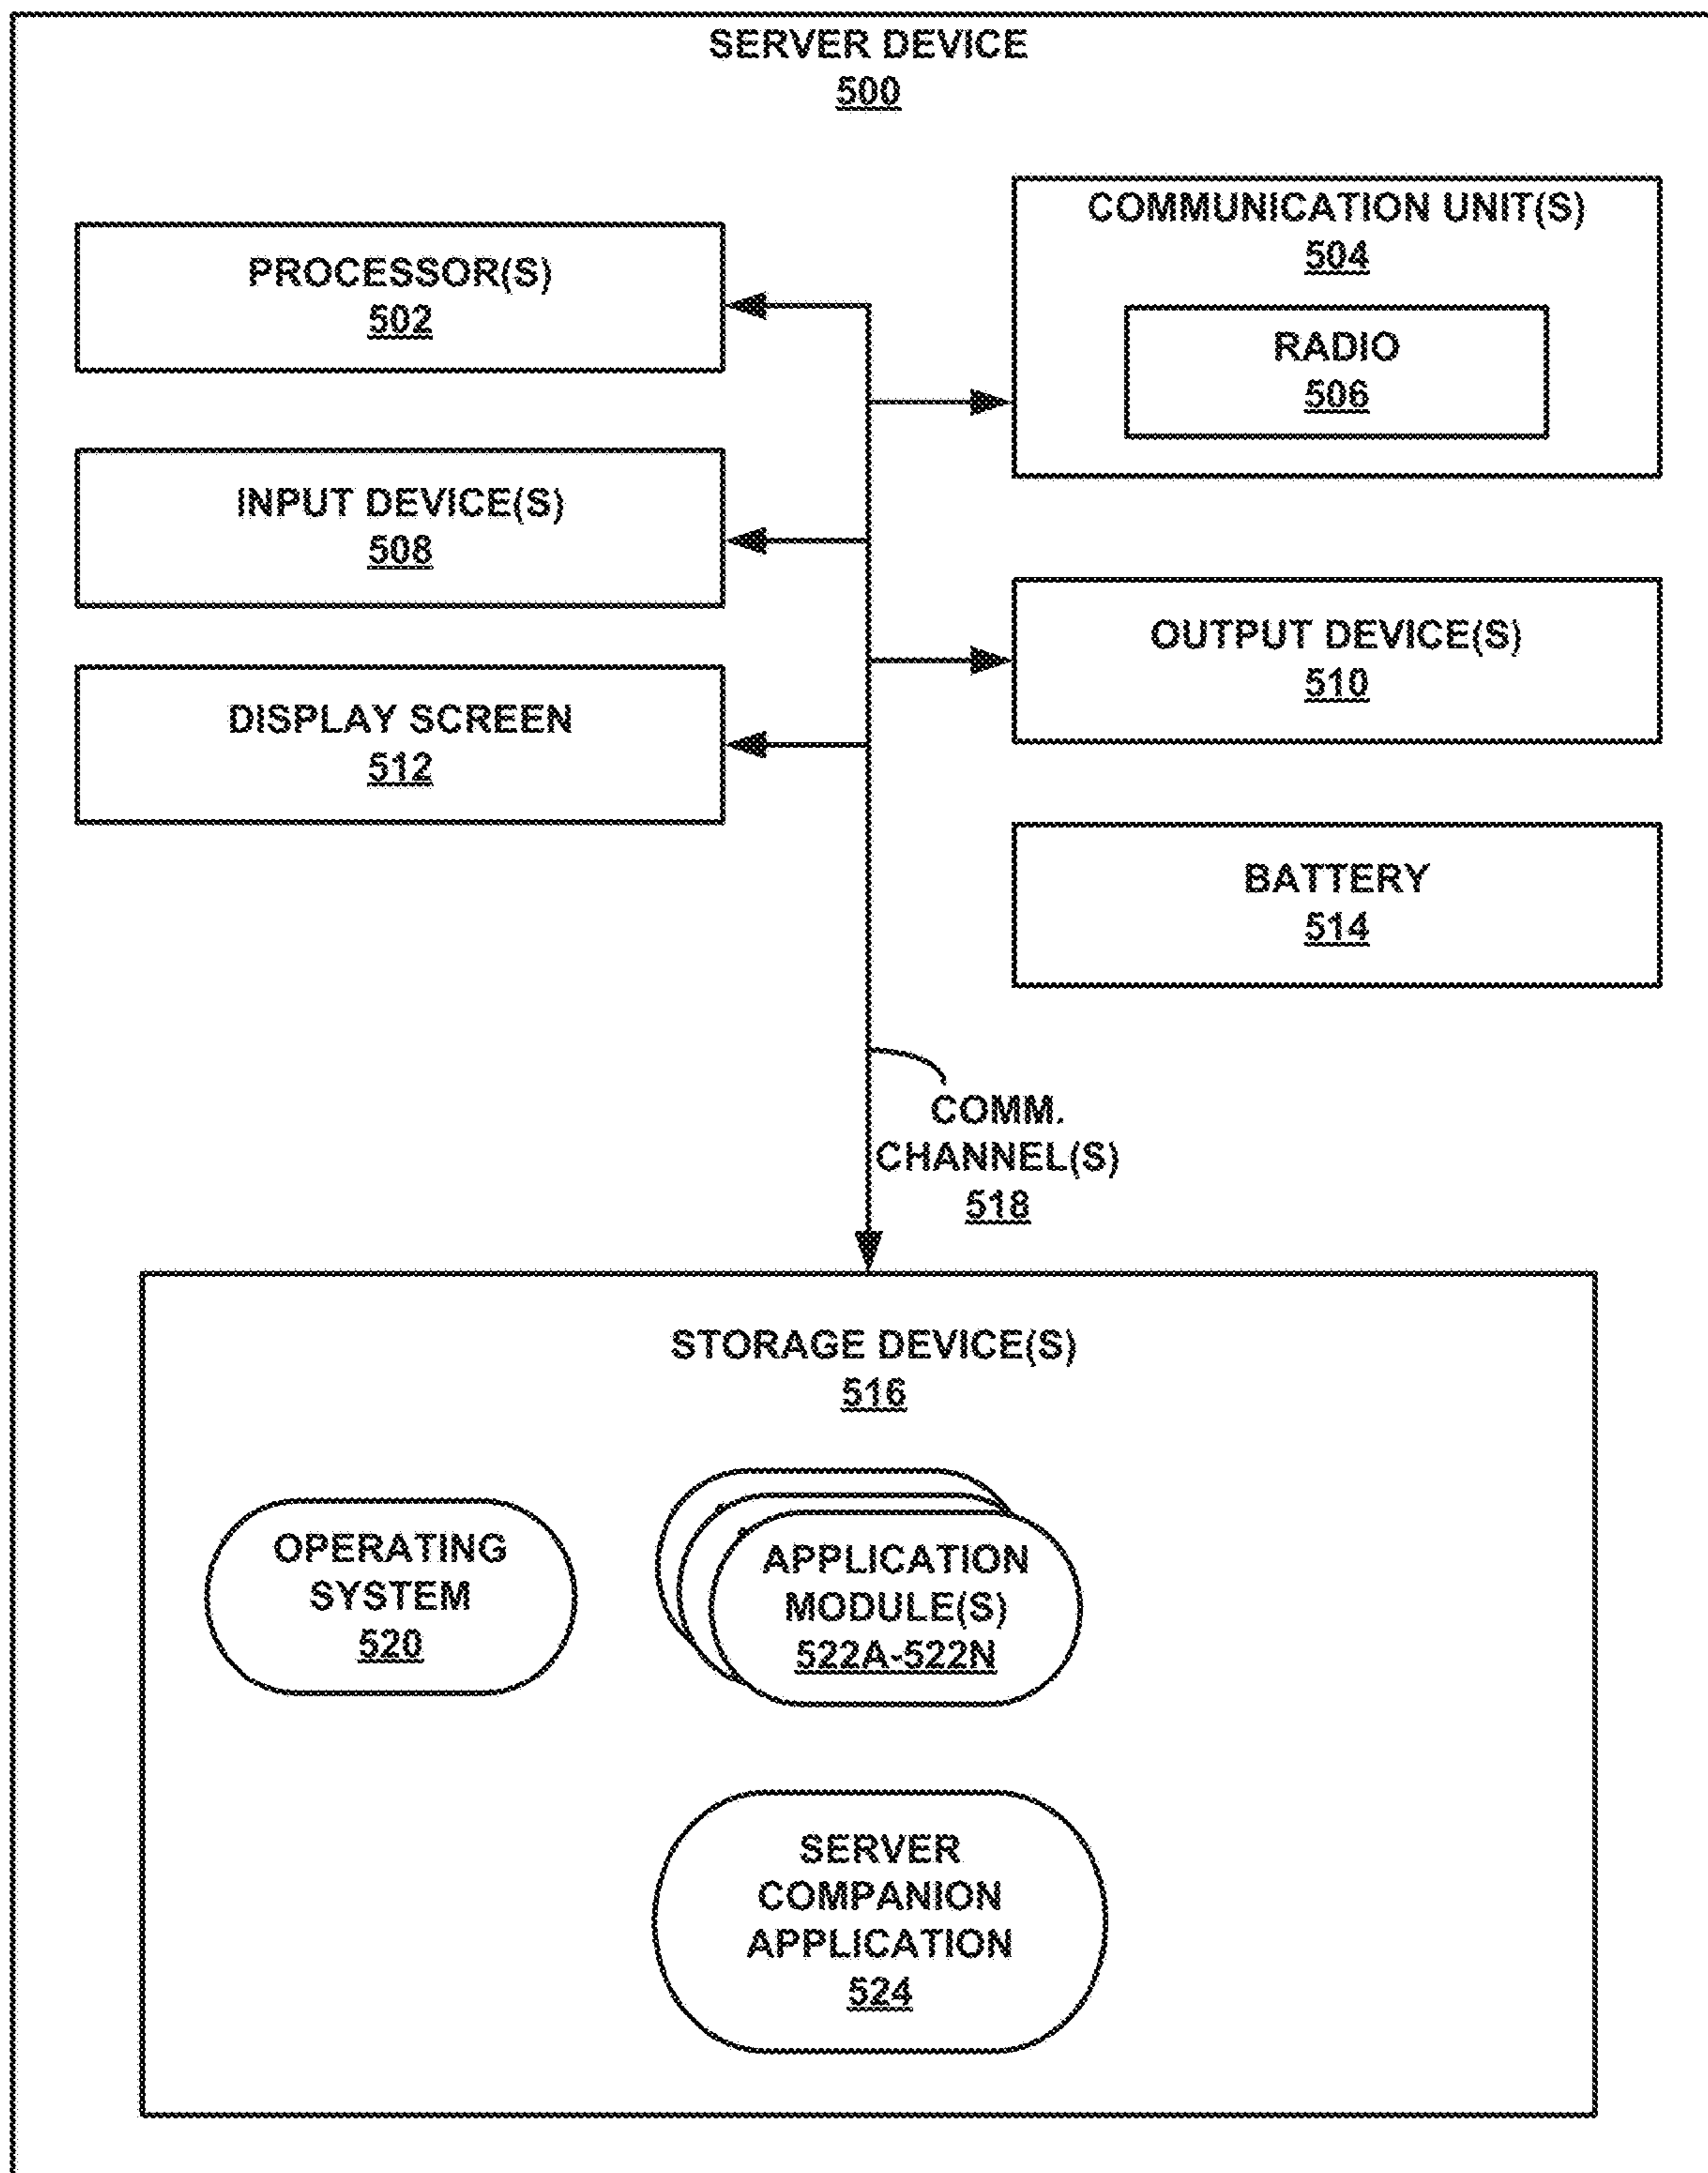 SERVER DEVICE
500
PROCESSOR(S)
502
COMMUNICATION UNIT(S)
504
RADIO
506
INPUT DEVICE(S)
508
OUTPUT DEVICE(S)
510
DISPLAY SCREEN
512
BATTERY
514
COMM.
CHANNEL(S)
518
STORAGE DEVICE(S)
516
OPERATING
SYSTEM
520
APPLICATION
MODULE(S)
522A-522N
SERVER
COMPANION
APPLICATION
524